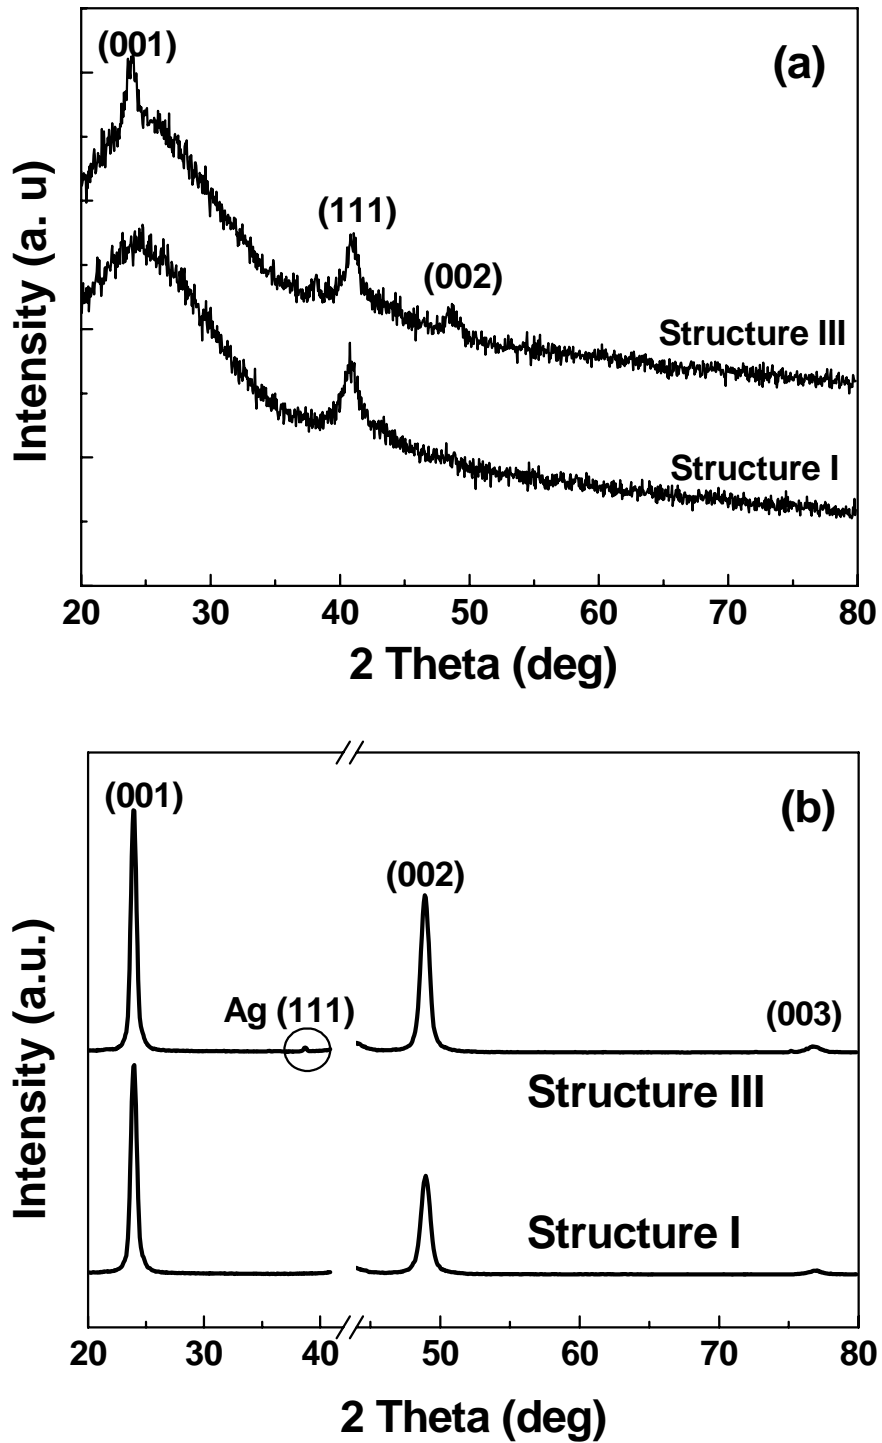 (001)
(a)
(111)
(002)
Structure III
Structure I
Intensity (a. u)
20 30 40 50 60 70 80
2 Theta (deg)
(001)
(b)
(002)
Ag (111)
(003)
Structure III
Structure I
Intensity (a.u.)
20 30 40 50 60 70 80
2 Theta (deg)